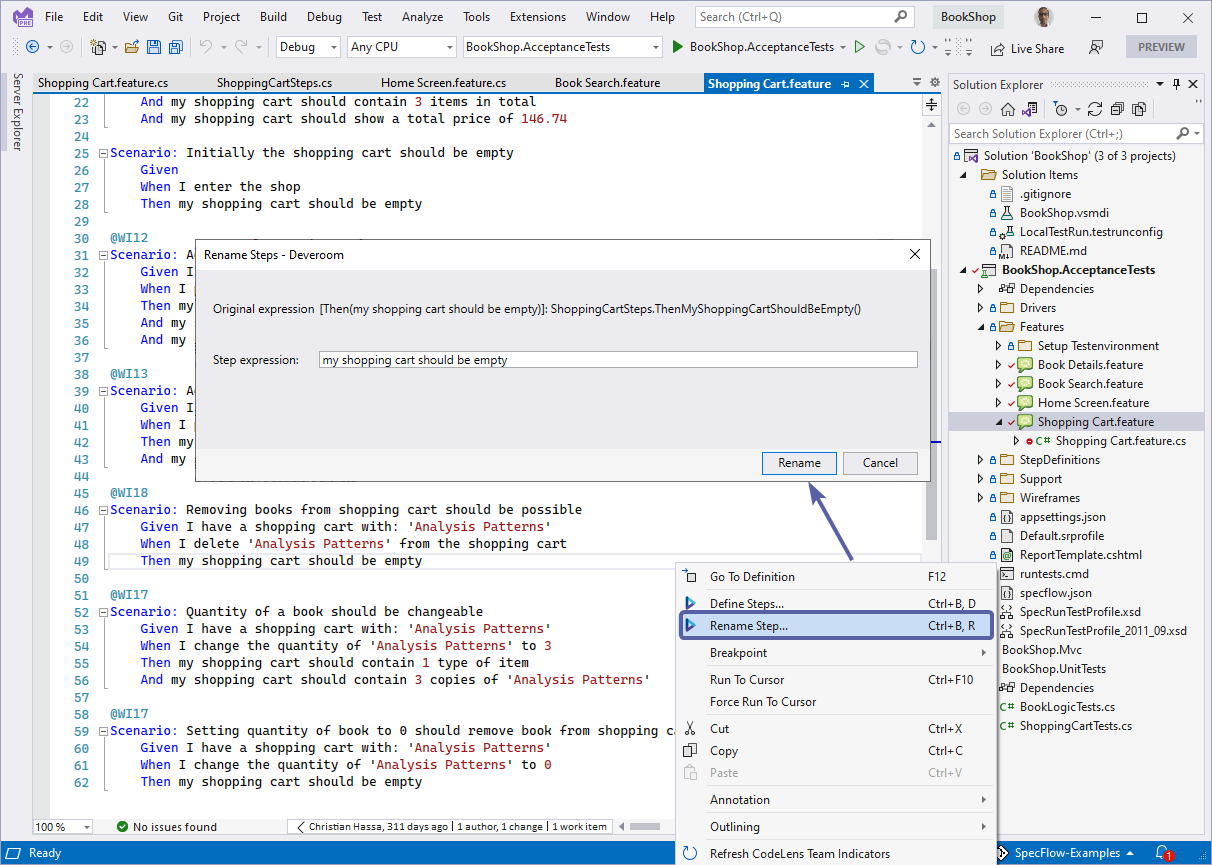 File Edit View Git Project Build Debug Test Analyze Tools Extensions Window Help Search (Ctrl+Q) BookShop
PRE
Debug Any CPU BookShop.AcceptanceTests BookShop.AcceptanceTests Live Share PREVIEW
Server Explorer
Shopping Cart.feature.cs ShoppingCartSteps.cs Home Screen.feature Book Search.feature Shopping Cart.feature
22 And my shopping cart should contain 3 items in total
23 And my shopping cart should show a total price of 146.74
24
25 Scenario: Initially the shopping cart should be empty
26 Given
27 When I enter the shop
28 Then my shopping cart should be empty
29
30 @WI12
31 Scenario: A
32 Given I
33 When I
34 Then my
35 And my
36 And my
37
38 @WI13
39 Scenario: A
40 Given I
41 When I
42 Then my
43 And my
44
45 @WI18
46 Scenario: Removing books from shopping cart should be possible
47 Given I have a shopping cart with: 'Analysis Patterns'
48 When I delete 'Analysis Patterns' from the shopping cart
49 Then my shopping cart should be empty
50
51 @WI17
52 Scenario: Quantity of a book should be changeable
53 Given I have a shopping cart with: 'Analysis Patterns'
54 When I change the quantity of 'Analysis Patterns' to 3
55 Then my shopping cart should contain 1 type of item
56 And my shopping cart should contain 3 copies of 'Analysis Patterns'
57
58 @WI17
59 Scenario: Setting quantity of book to 0 should remove book from shopping ca
60 Given I have a shopping cart with: 'Analysis Patterns'
61 When I change the quantity of 'Analysis Patterns' to 0
62 Then my shopping cart should be empty
Rename Steps - Deveroom
Original expression [Then(my shopping cart should be empty)]: ShoppingCartSteps.ThenMyShoppingCartShouldBeEmpty()
Step expression: my shopping cart should be empty
Rename Cancel
Go To Definition F12
Define Steps... Ctrl+B, D
Rename Step... Ctrl+B, R
Breakpoint
Run To Cursor Ctrl+F10
Force Run To Cursor
Cut Ctrl+X
Copy Ctrl+C
Paste Ctrl+V
Annotation
Outlining
Refresh CodeLens Team Indicators
Solution Explorer
Search Solution Explorer (Ctrl+;)
Solution 'BookShop' (3 of 3 projects)
Solution Items
.gitignore
BookShop.vsmdi
LocalTestRun.testrunconfig
README.md
BookShop.AcceptanceTests
Dependencies
Drivers
Features
Setup Testenvironment
Book Details.feature
Book Search.feature
Home Screen.feature
Shopping Cart.feature
C# Shopping Cart.feature.cs
StepDefinitions
Support
Wireframes
appsettings.json
Default.srprofile
ReportTemplate.cshtml
runtests.cmd
specflow.json
SpecRunTestProfile.xsd
SpecRunTestProfile_2011_09.xsd
BookShop.Mvc
BookShop.UnitTests
Dependencies
C# BookLogicTests.cs
C# ShoppingCartTests.cs
100 % No issues found Christian Hassa, 311 days ago | 1 author, 1 change | 1 work item
Ready SpecFlow-Examples 1